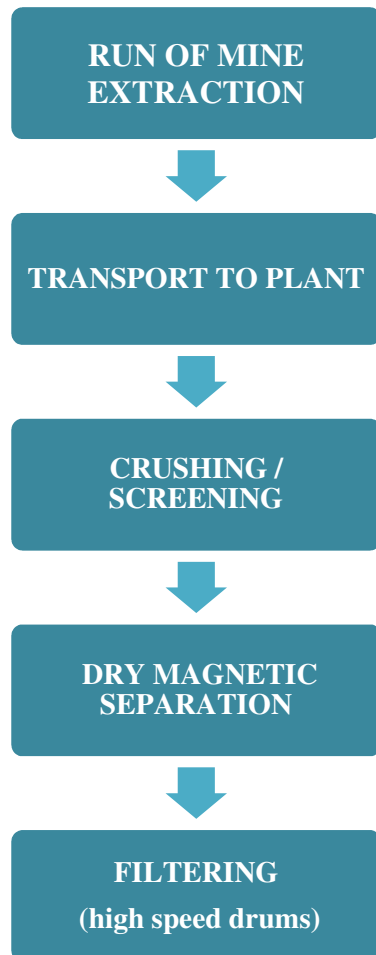 RUN OF MINE
EXTRACTION
TRANSPORT TO PLANT
CRUSHING /
SCREENING
DRY MAGNETIC
SEPARATION
FILTERING
(high speed drums)